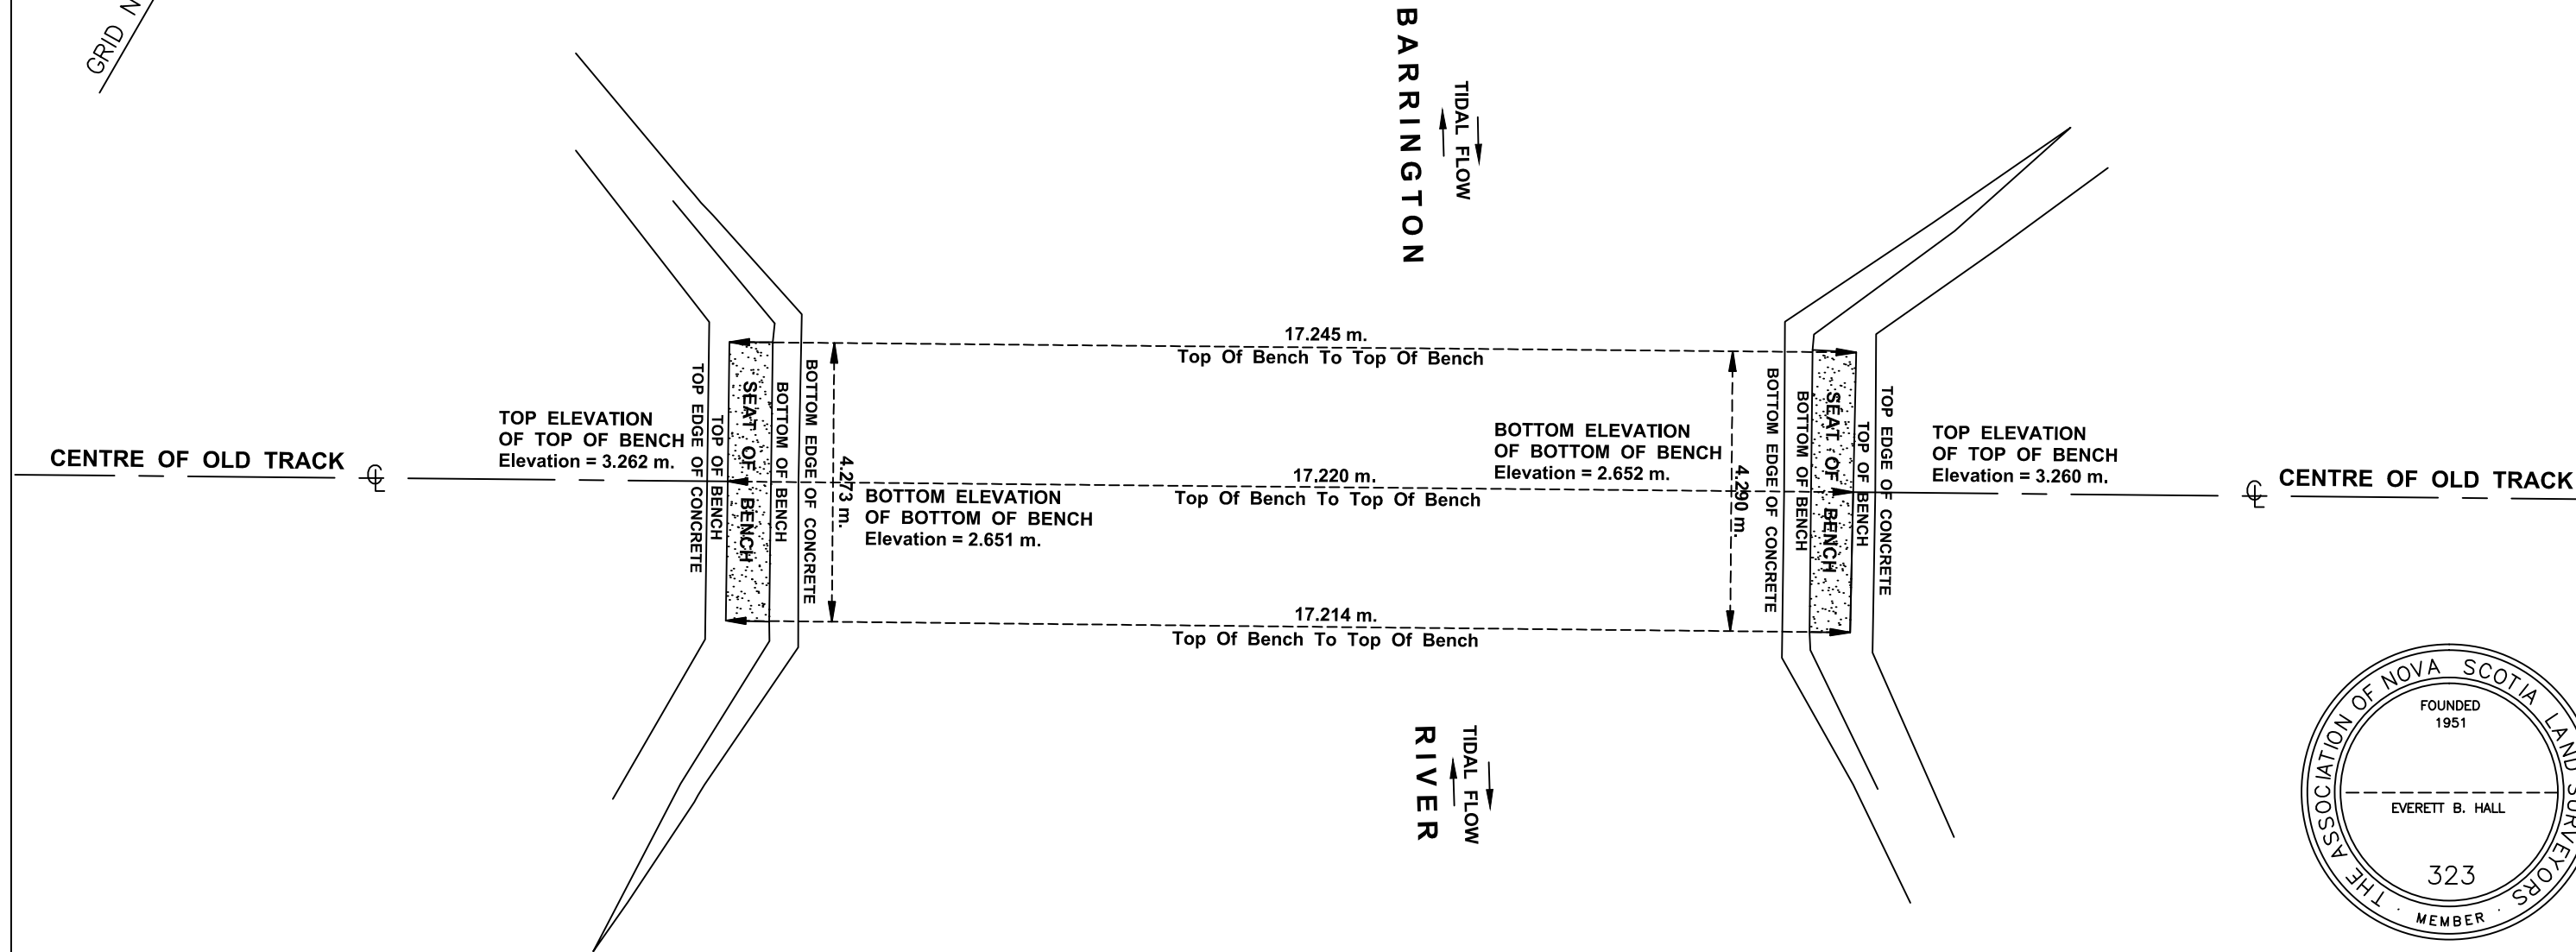 GRID
BARRINGTON
TIDAL FLOW
17.245 m.
Top Of Bench To Top Of Bench
TOP ELEVATION
OF TOP OF BENCH
Elevation = 3.262 m.
CENTRE OF OLD TRACK
TOP EDGE OF CONCRETE
TOP OF BENCH
SEAT OF BENCH
BOTTOM OF BENCH
BOTTOM EDGE OF CONCRETE
4.273 m.
BOTTOM ELEVATION
OF BOTTOM OF BENCH
Elevation = 2.651 m.
17.220 m.
Top Of Bench To Top Of Bench
BOTTOM ELEVATION
OF BOTTOM OF BENCH
Elevation = 2.652 m.
4.290 m.
BOTTOM EDGE OF CONCRETE
BOTTOM OF BENCH
SEAT OF BENCH
TOP OF BENCH
TOP EDGE OF CONCRETE
TOP ELEVATION
OF TOP OF BENCH
Elevation = 3.260 m.
CENTRE OF OLD TRACK
17.214 m.
Top Of Bench To Top Of Bench
RIVER
TIDAL FLOW
THE ASSOCIATION OF NOVA SCOTIA LAND SURVEYORS
FOUNDED
1951
EVERETT B. HALL
323
· MEMBER ·